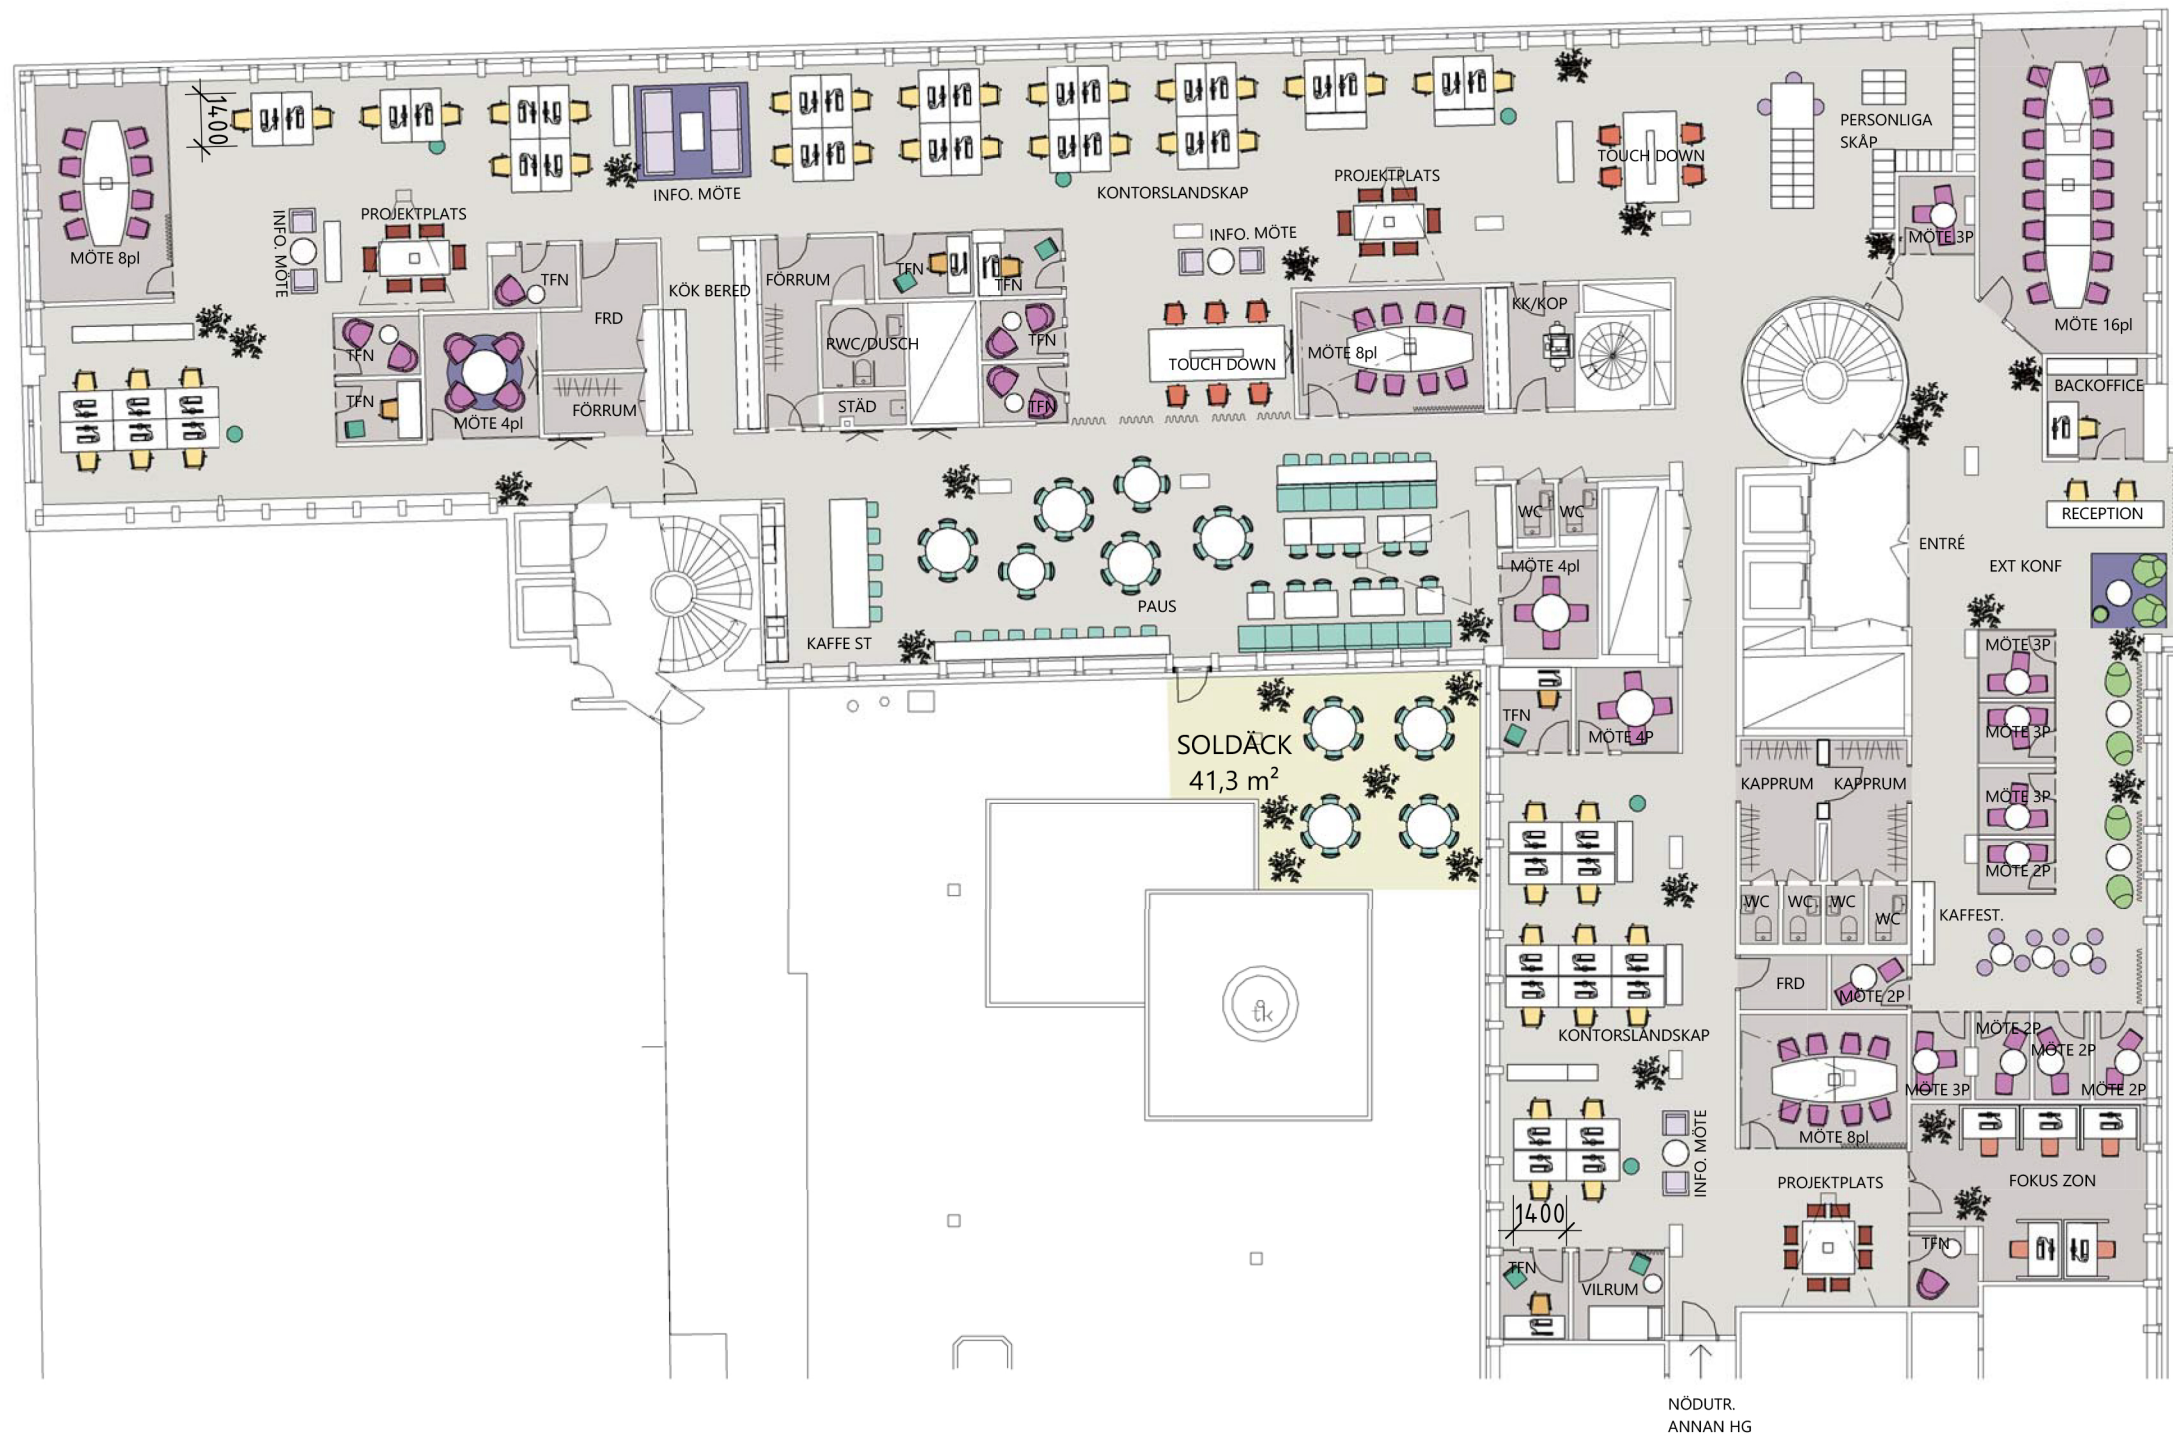 1400
MÖTE 8pl
INFO. MÖTE
PROJEKTPLATS
INFO. MÖTE
KONTORSLANDSKAP
INFO. MÖTE
PROJEKTPLATS
TOUCH DOWN
PERSONLIGA
SKÅP
MÖTE 3P
MÖTE 16pl
TFN
FRD
KÖK BERED
FÖRRUM
TFN
TFN
TFN
MÖTE 4pl
TFN
FÖRRUM
RWC/DUSCH
STÄD
TFN
TFN
TOUCH DOWN
MÖTE 8pl
KK/KOP
BACKOFFICE
RECEPTION
ENTRÉ
EXT KONF
KAFFE ST
PAUS
WC
WC
MÖTE 4pl
TFN
MÖTE 4P
SOLDÄCK
41,3 m²
MÖTE 3P
MÖTE 3P
MÖTE 3P
MÖTE 2P
KAPPRUM
KAPPRUM
WC
WC
WC
WC
KAFFEST.
FRD
MÖTE 2P
KONTORSLANDSKAP
MÖTE 2P
MÖTE 2P
MÖTE 3P
MÖTE 2P
MÖTE 8pl
INFO. MÖTE
PROJEKTPLATS
FOKUS ZON
1400
TFN
VILRUM
TFN
fk
NÖDUTR.
ANNAN HG